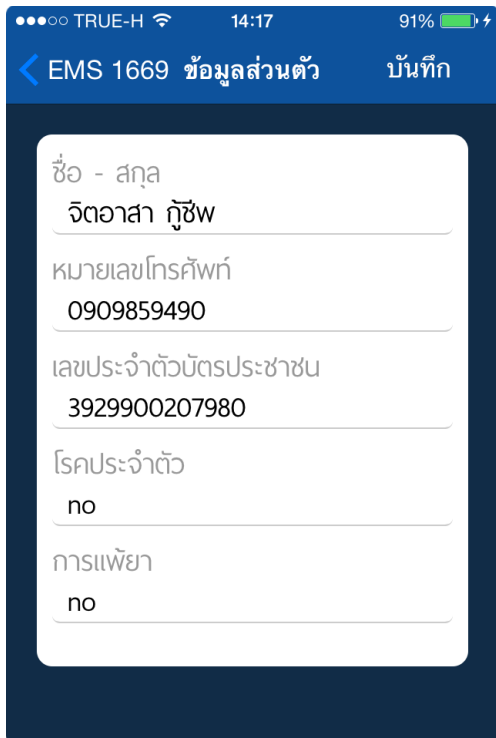 TRUE-H 14:17 91%
EMS 1669 ข้อมูลส่วนตัว บันทึก
ชื่อ - สกุล
จิตอาสา กู้ชีพ
หมายเลขโทรศัพท์
0909859490
เลขประจำตัวบัตรประชาชน
3929900207980
โรคประจำตัว
no
การแพ้ยา
no